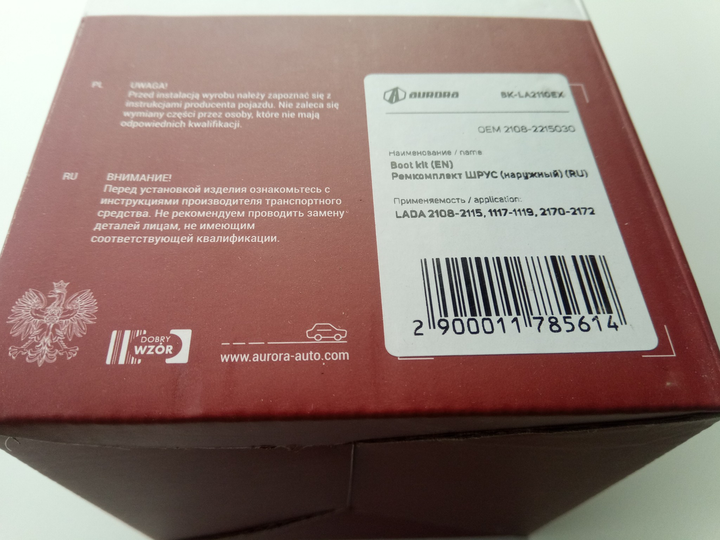 PL UWAGA!
Przed instalacją wyrobu należy zapoznać się z
instrukcjami producenta pojazdu. Nie zaleca się
wymiany części przez osoby, które nie mają
odpowiednich kwalifikacji.
RU ВНИМАНИЕ!
Перед установкой изделия ознакомьтесь с
инструкциями производителя транспортного
средства. Не рекомендуем проводить замену
деталей лицам, не имеющим
соответствующей квалификации.
DOBRY
WZÓR
www.aurora-auto.com
AURORA BK-LA2110EX
OEM 2108-2215030
Наименование / name
Boot kit (EN)
Ремкомплект ШРУС (наружный) (RU)
Применяемость / application:
LADA 2108-2115, 1117-1119, 2170-2172
2 900011 785614